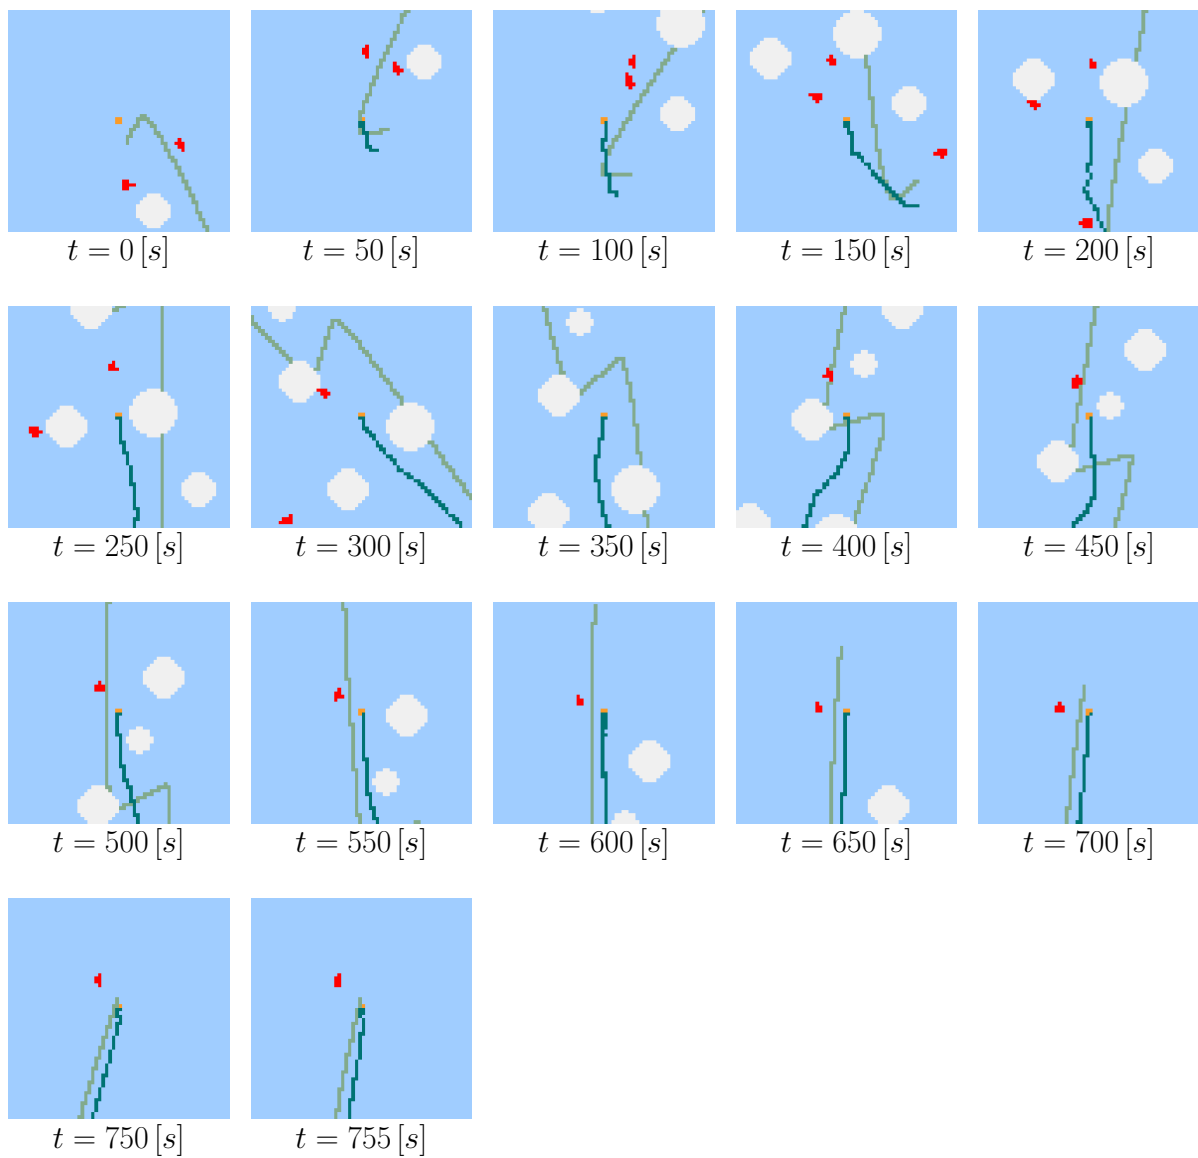 t = 0 [s] t = 50 [s] t = 100 [s] t = 150 [s] t = 200 [s]
t = 250 [s] t = 300 [s] t = 350 [s] t = 400 [s] t = 450 [s]
t = 500 [s] t = 550 [s] t = 600 [s] t = 650 [s] t = 700 [s]
t = 750 [s] t = 755 [s]